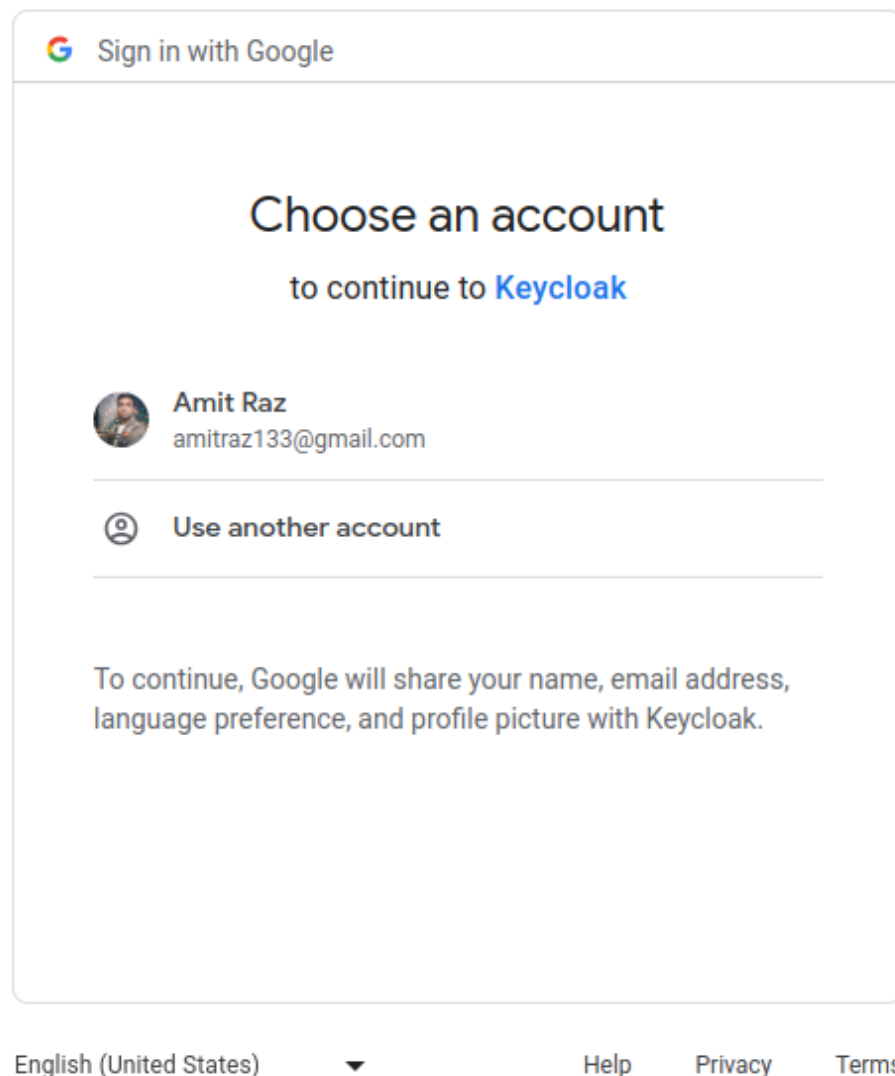 Sign in with Google
Choose an account
to continue to Keycloak
Amit Raz
amitraz133@gmail.com
Use another account
To continue, Google will share your name, email address,
language preference, and profile picture with Keycloak.
English (United States) Help Privacy Terms